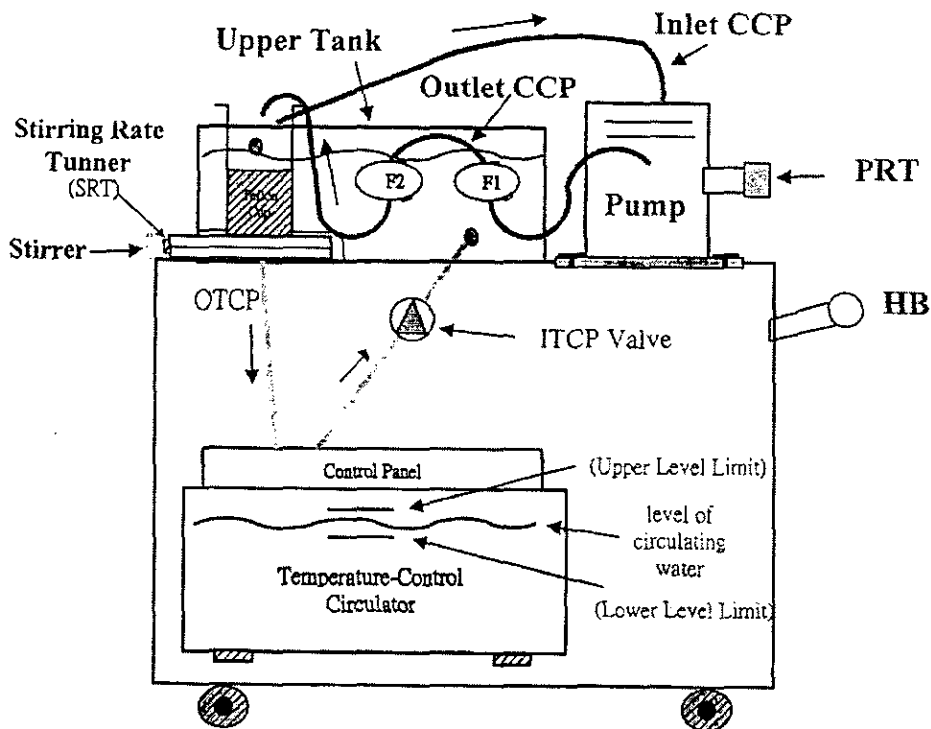 Inlet CCP
Upper Tank
Outlet CCP
Stirring Rate
Tunner
(SRT)
F2
F1
PRT
Pump
Stirrer
OTCP
HB
ITCP Valve
Control Panel
(Upper Level Limit)
level of
circulating
water
Temperature-Control
Circulator
(Lower Level Limit)